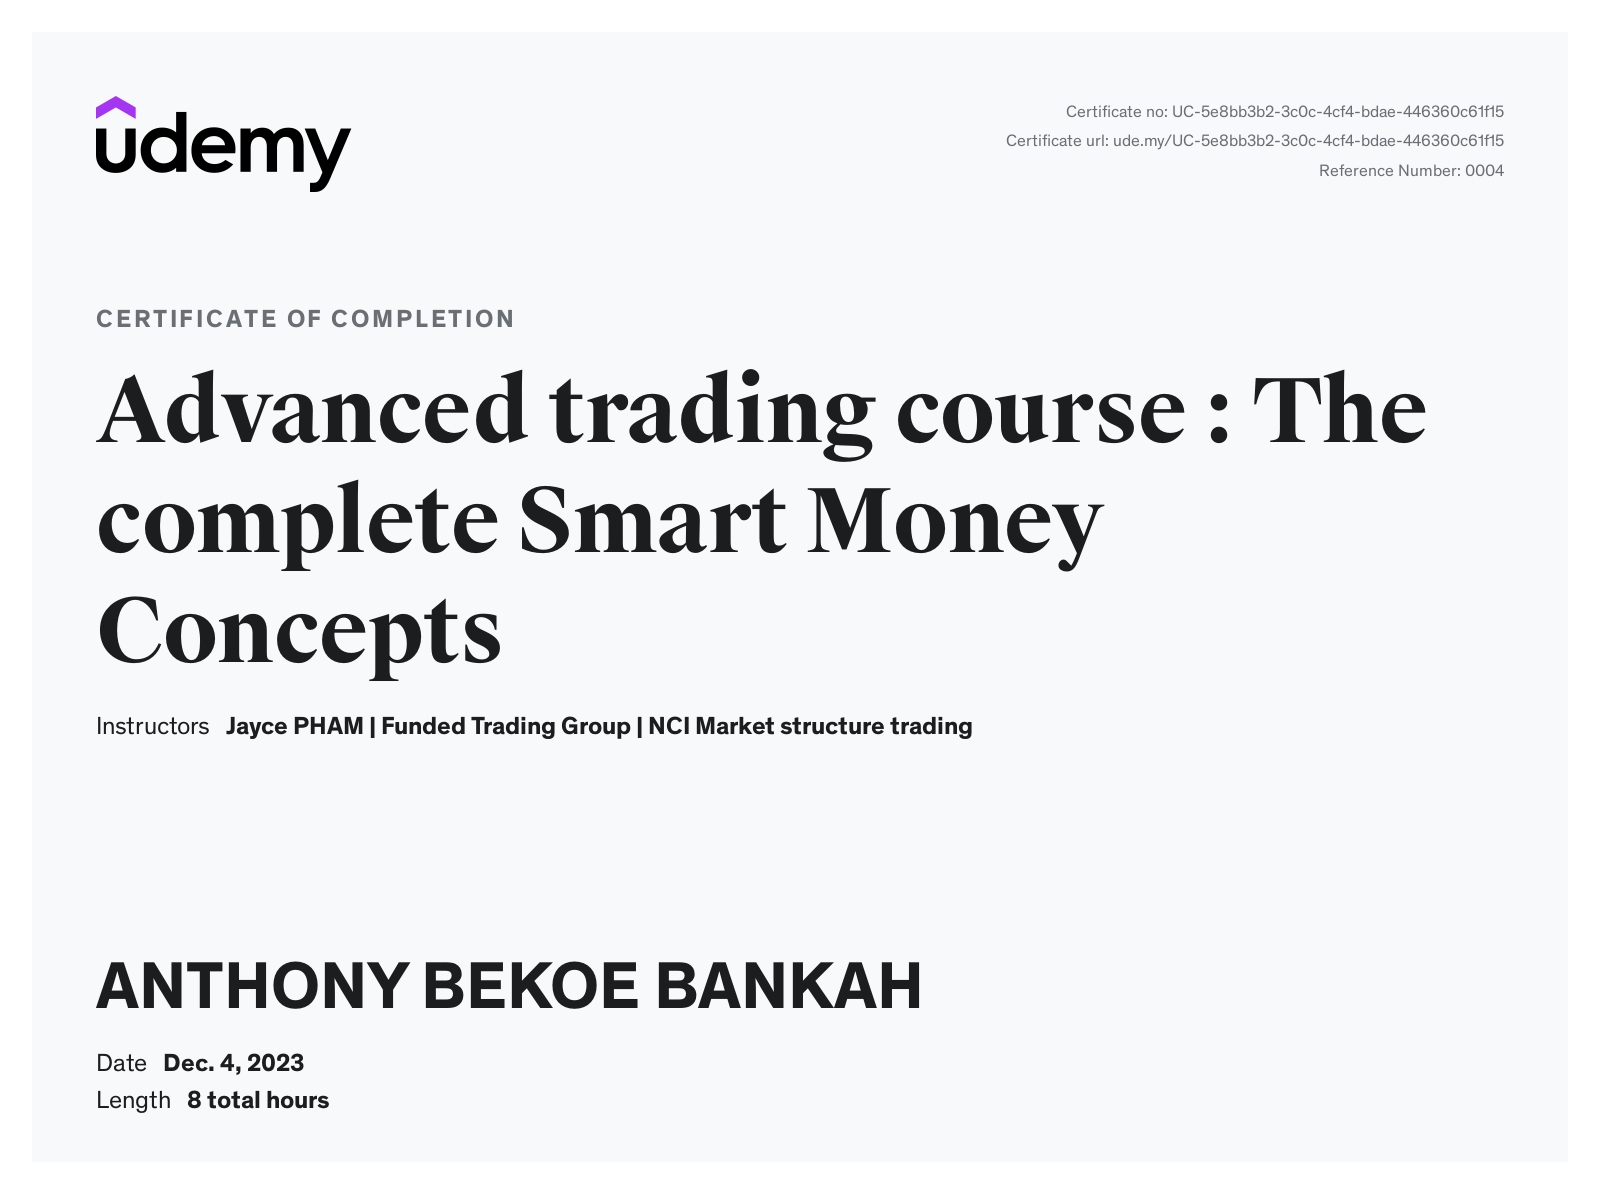 udemy
Certificate no: UC-5e8bb3b2-3c0c-4cf4-bdae-446360c61f15
Certificate url: ude.my/UC-5e8bb3b2-3c0c-4cf4-bdae-446360c61f15
Reference Number: 0004
CERTIFICATE OF COMPLETION
Advanced trading course : The
complete Smart Money
Concepts
Instructors Jayce PHAM | Funded Trading Group | NCI Market structure trading
ANTHONY BEKOE BANKAH
Date Dec. 4, 2023
Length 8 total hours